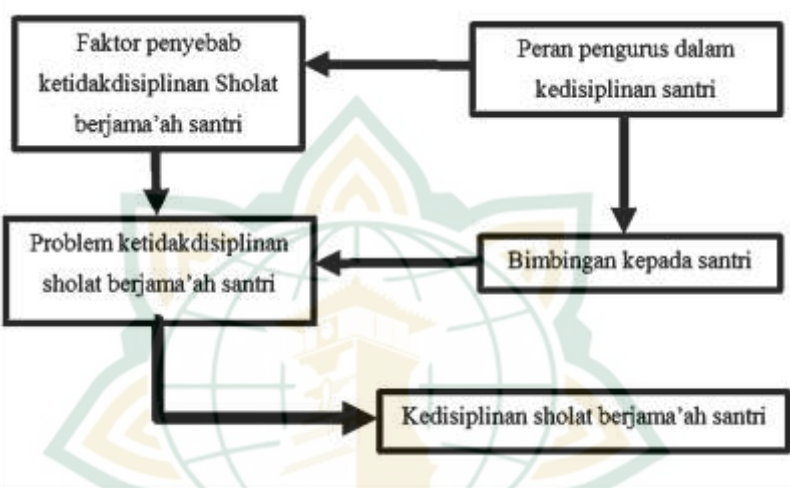 Faktor penyebab
ketidakdisiplinan Sholat
berjama'ah santri
Peran pengurus dalam
kedisiplinan santri
Problem ketidakdisiplinan
sholat berjama'ah santri
Bimbingan kepada santri
Kedisiplinan sholat berjama'ah santri